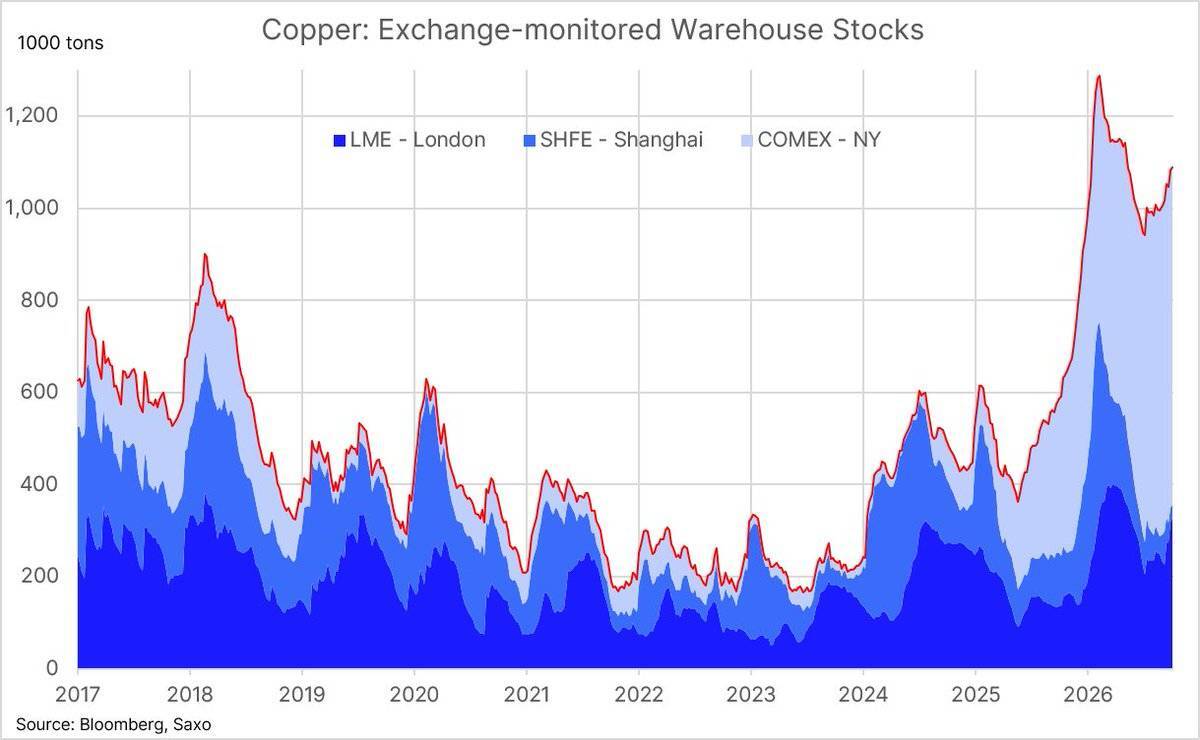 Copper: Exchange-monitored Warehouse Stocks
1000 tons
LME - London SHFE - Shanghai COMEX - NY
1,200
1,000
800
600
400
200
0
2017 2018 2019 2020 2021 2022 2023 2024 2025 2026
Source: Bloomberg, Saxo